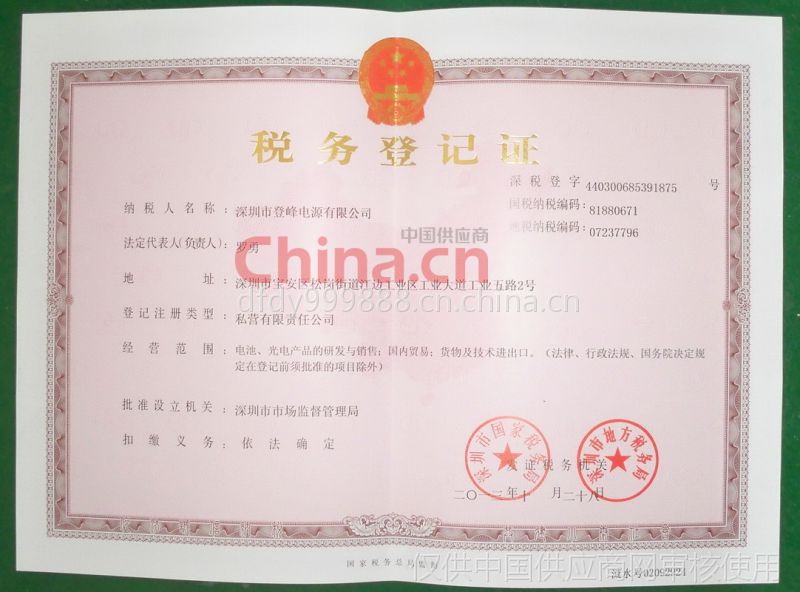 税务登记证
深税登字 440300685391875 号
国税纳税编码: 81880671
地税纳税编码: 07237796
纳税人名称: 深圳市登峰电源有限公司
中国供应商
法定代表人(负责人): 罗勇
China.cn
地址: 深圳市宝安区松岗街道江边工业区工业大道工业五路2号
dfdy999888.cn.china.cn
登记注册类型: 私营有限责任公司
经营范围: 电池、光电产品的研发与销售; 国内贸易; 货物及技术进出口。(法律、行政法规、国务院决定规
定在登记前须批准的项目除外)
批准设立机关: 深圳市市场监督管理局
扣缴义务: 依法确定
深圳市国家税务局
深圳市地方税务局
发证税务机关
二〇一三年十月二十八日
国家税务总局监制
仅供中国供应商网审核使用
流水号02092021